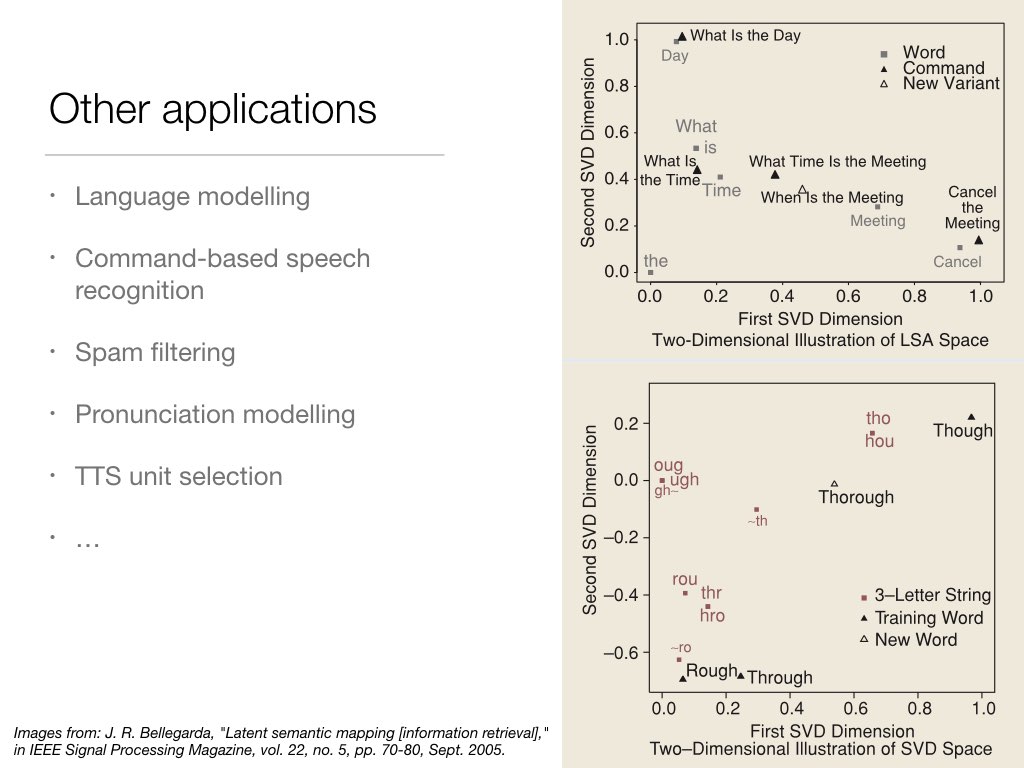 Other applications
• Language modelling
• Command-based speech
recognition
• Spam filtering
• Pronunciation modelling
• TTS unit selection
• …
Images from: J. R. Bellegarda, "Latent semantic mapping [information retrieval],"
in IEEE Signal Processing Magazine, vol. 22, no. 5, pp. 70-80, Sept. 2005.
Second SVD Dimension
1.0
0.8
0.6
0.4
0.2
0.0
What Is the Day
Day
Word
Command
New Variant
What
is
What Is
the Time
Time
What Time Is the Meeting
When Is the Meeting
Meeting
Cancel
the
Meeting
Cancel
the
0.0 0.2 0.4 0.6 0.8 1.0
First SVD Dimension
Two-Dimensional Illustration of LSA Space
Second SVD Dimension
0.2
0.0
–0.2
–0.4
–0.6
tho
hou
Though
oug
ugh
gh~
Thorough
~th
rou
thr
hro
3–Letter String
Training Word
New Word
~ro
Rough
Through
0.0 0.2 0.4 0.6 0.8 1.0
First SVD Dimension
Two–Dimensional Illustration of SVD Space